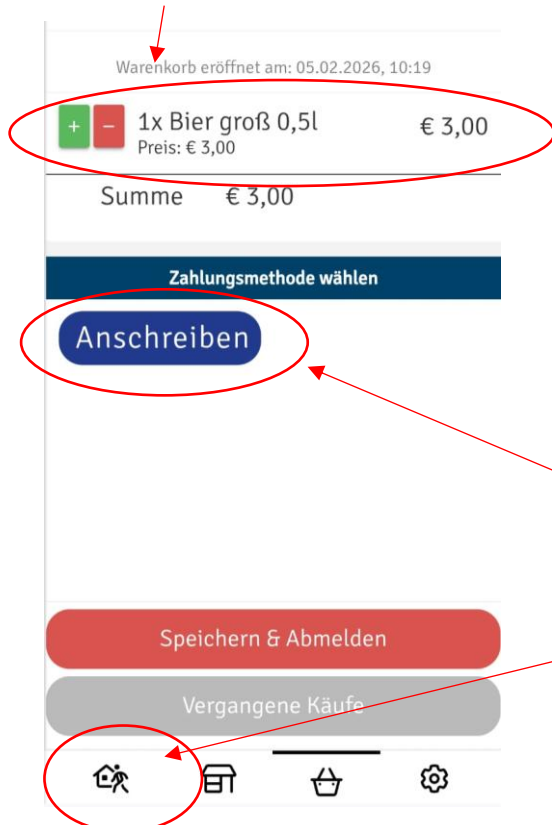 Warenkorb eröffnet am: 05.02.2026, 10:19
+ − 1x Bier groß 0,5l € 3,00
Preis: € 3,00
Summe € 3,00
Zahlungsmethode wählen
Anschreiben
Speichern & Abmelden
Vergangene Käufe